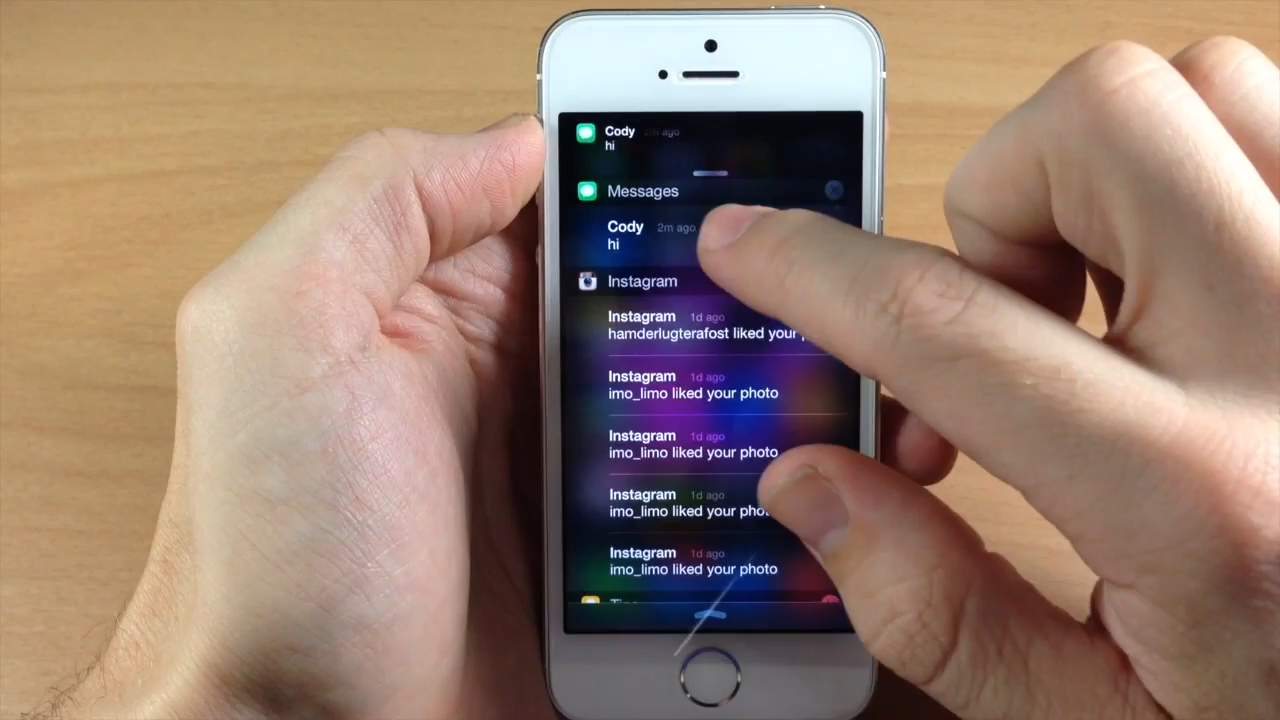 Cody 2m ago
hi
Messages
Cody 2m ago
hi
Instagram
Instagram 1d ago
hamderlugterafost liked your
Instagram 1d ago
imo_limo liked your photo
Instagram 1d ago
imo_limo liked your photo
Instagram 1d ago
imo_limo liked your
Instagram 1d ago
imo_limo liked your photo